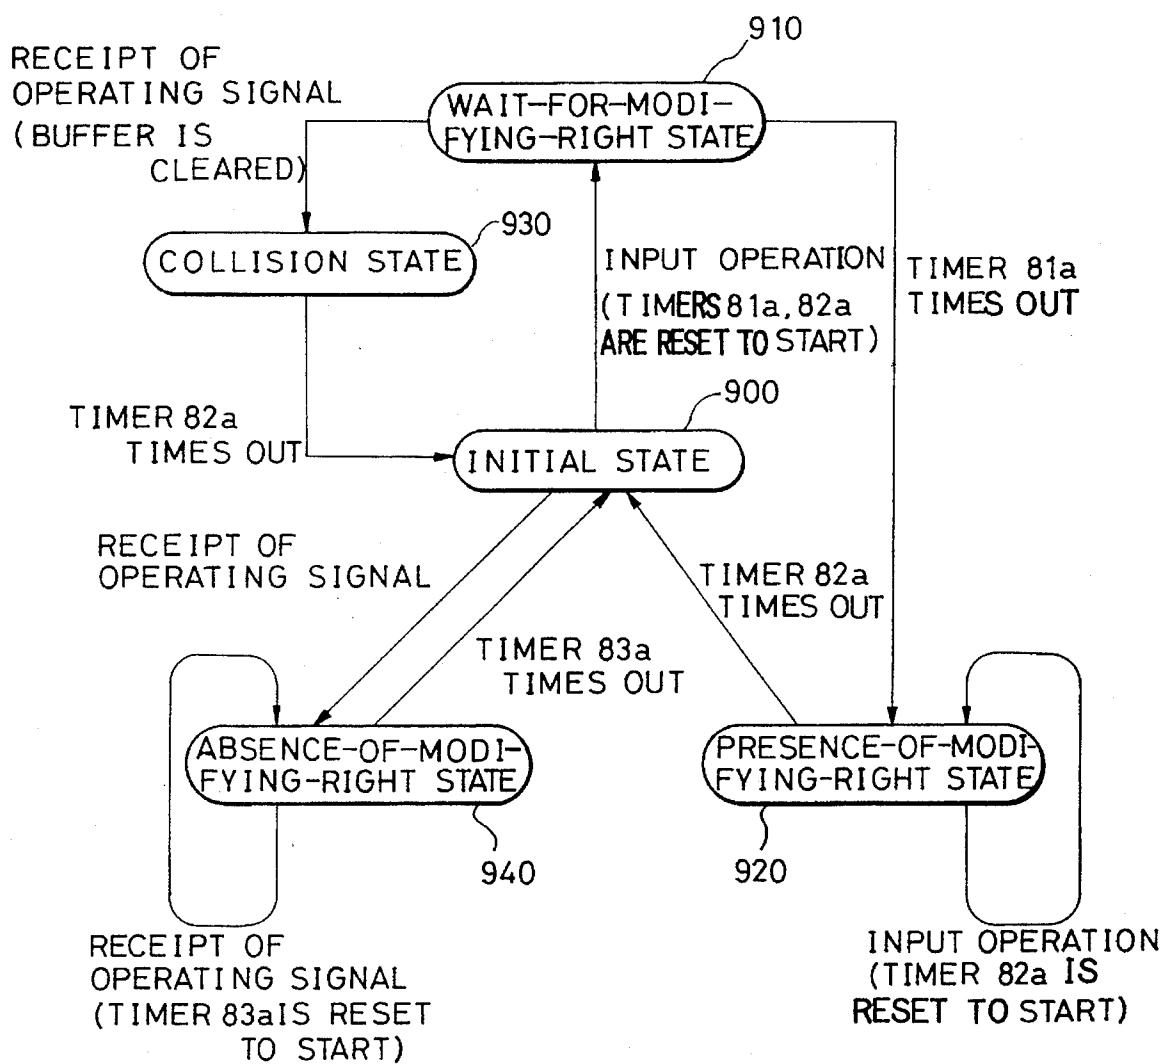 910
RECEIPT OF
OPERATING SIGNAL
(BUFFER IS
CLEARED)
WAIT-FOR-MODI-
FYING-RIGHT STATE
930
COLLISION STATE
INPUT OPERATION
(TIMERS 81a, 82a
ARE RESET TO START)
TIMER 81a
TIMES OUT
900
TIMER 82a
TIMES OUT
INITIAL STATE
RECEIPT OF
OPERATING SIGNAL
TIMER 82a
TIMES OUT
TIMER 83a
TIMES OUT
ABSENCE-OF-MODI-
FYING-RIGHT STATE
PRESENCE-OF-MODI-
FYING-RIGHT STATE
940
920
RECEIPT OF
OPERATING SIGNAL
(TIMER 83a IS RESET
TO START)
INPUT OPERATION
(TIMER 82a IS
RESET TO START)